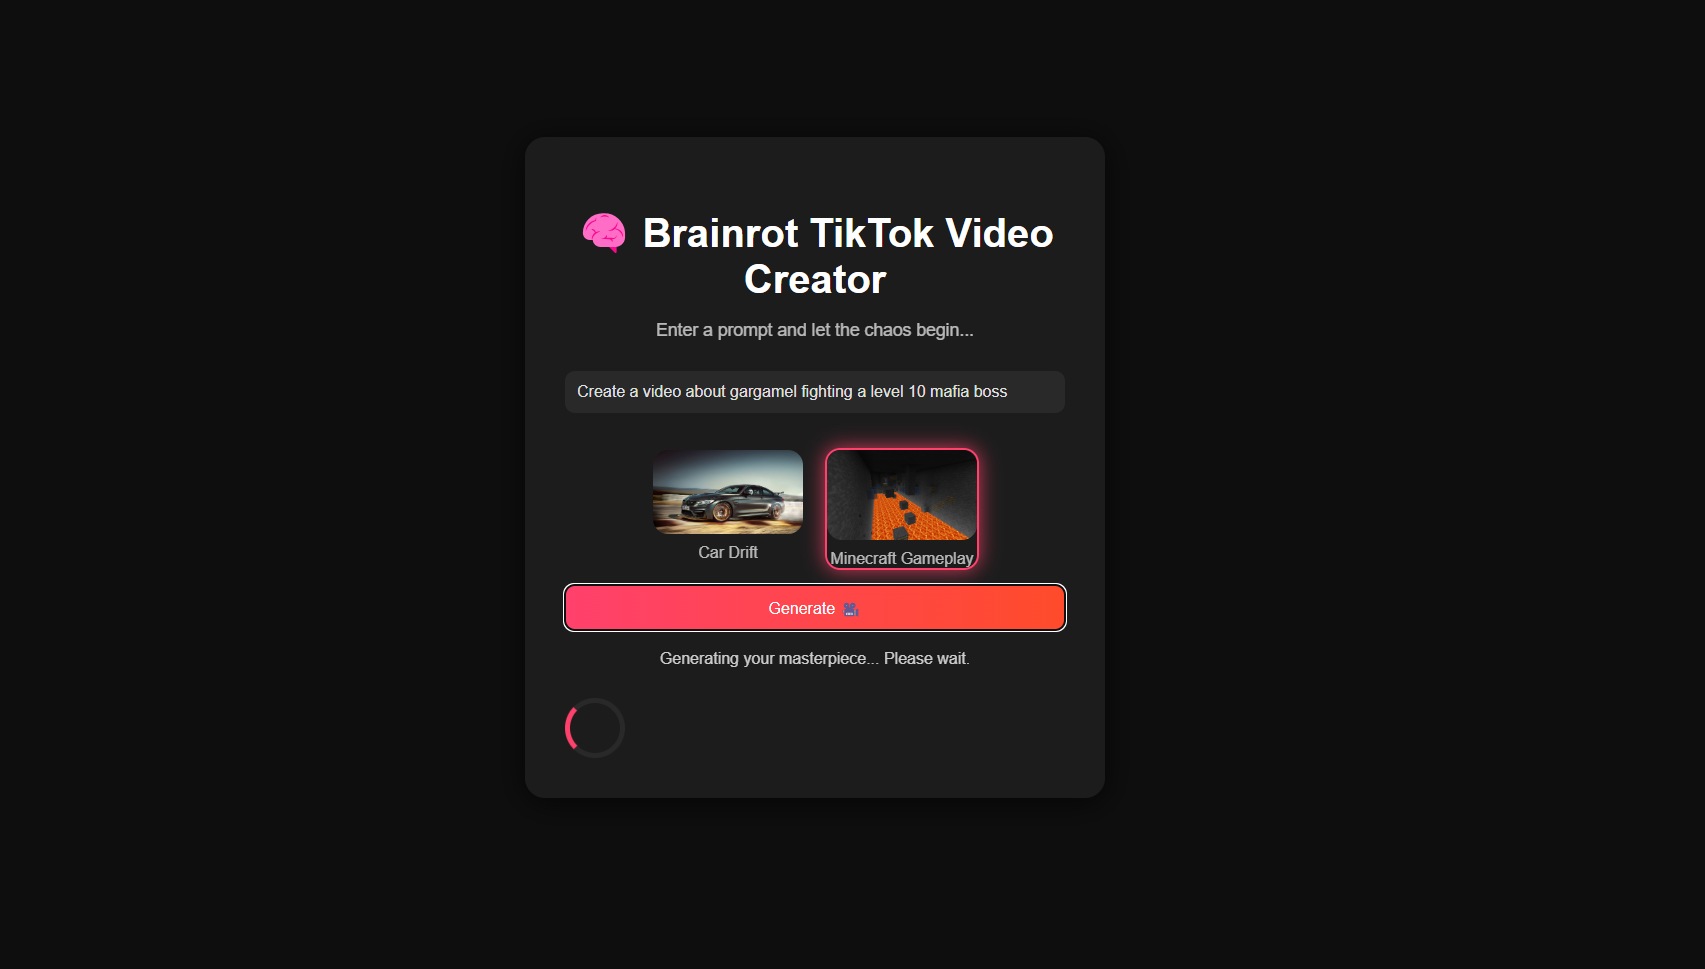 🧠 Brainrot TikTok Video
Creator
Enter a prompt and let the chaos begin...
Create a video about gargamel fighting a level 10 mafia boss
Car Drift
Minecraft Gameplay
Generate 🎥
Generating your masterpiece... Please wait.